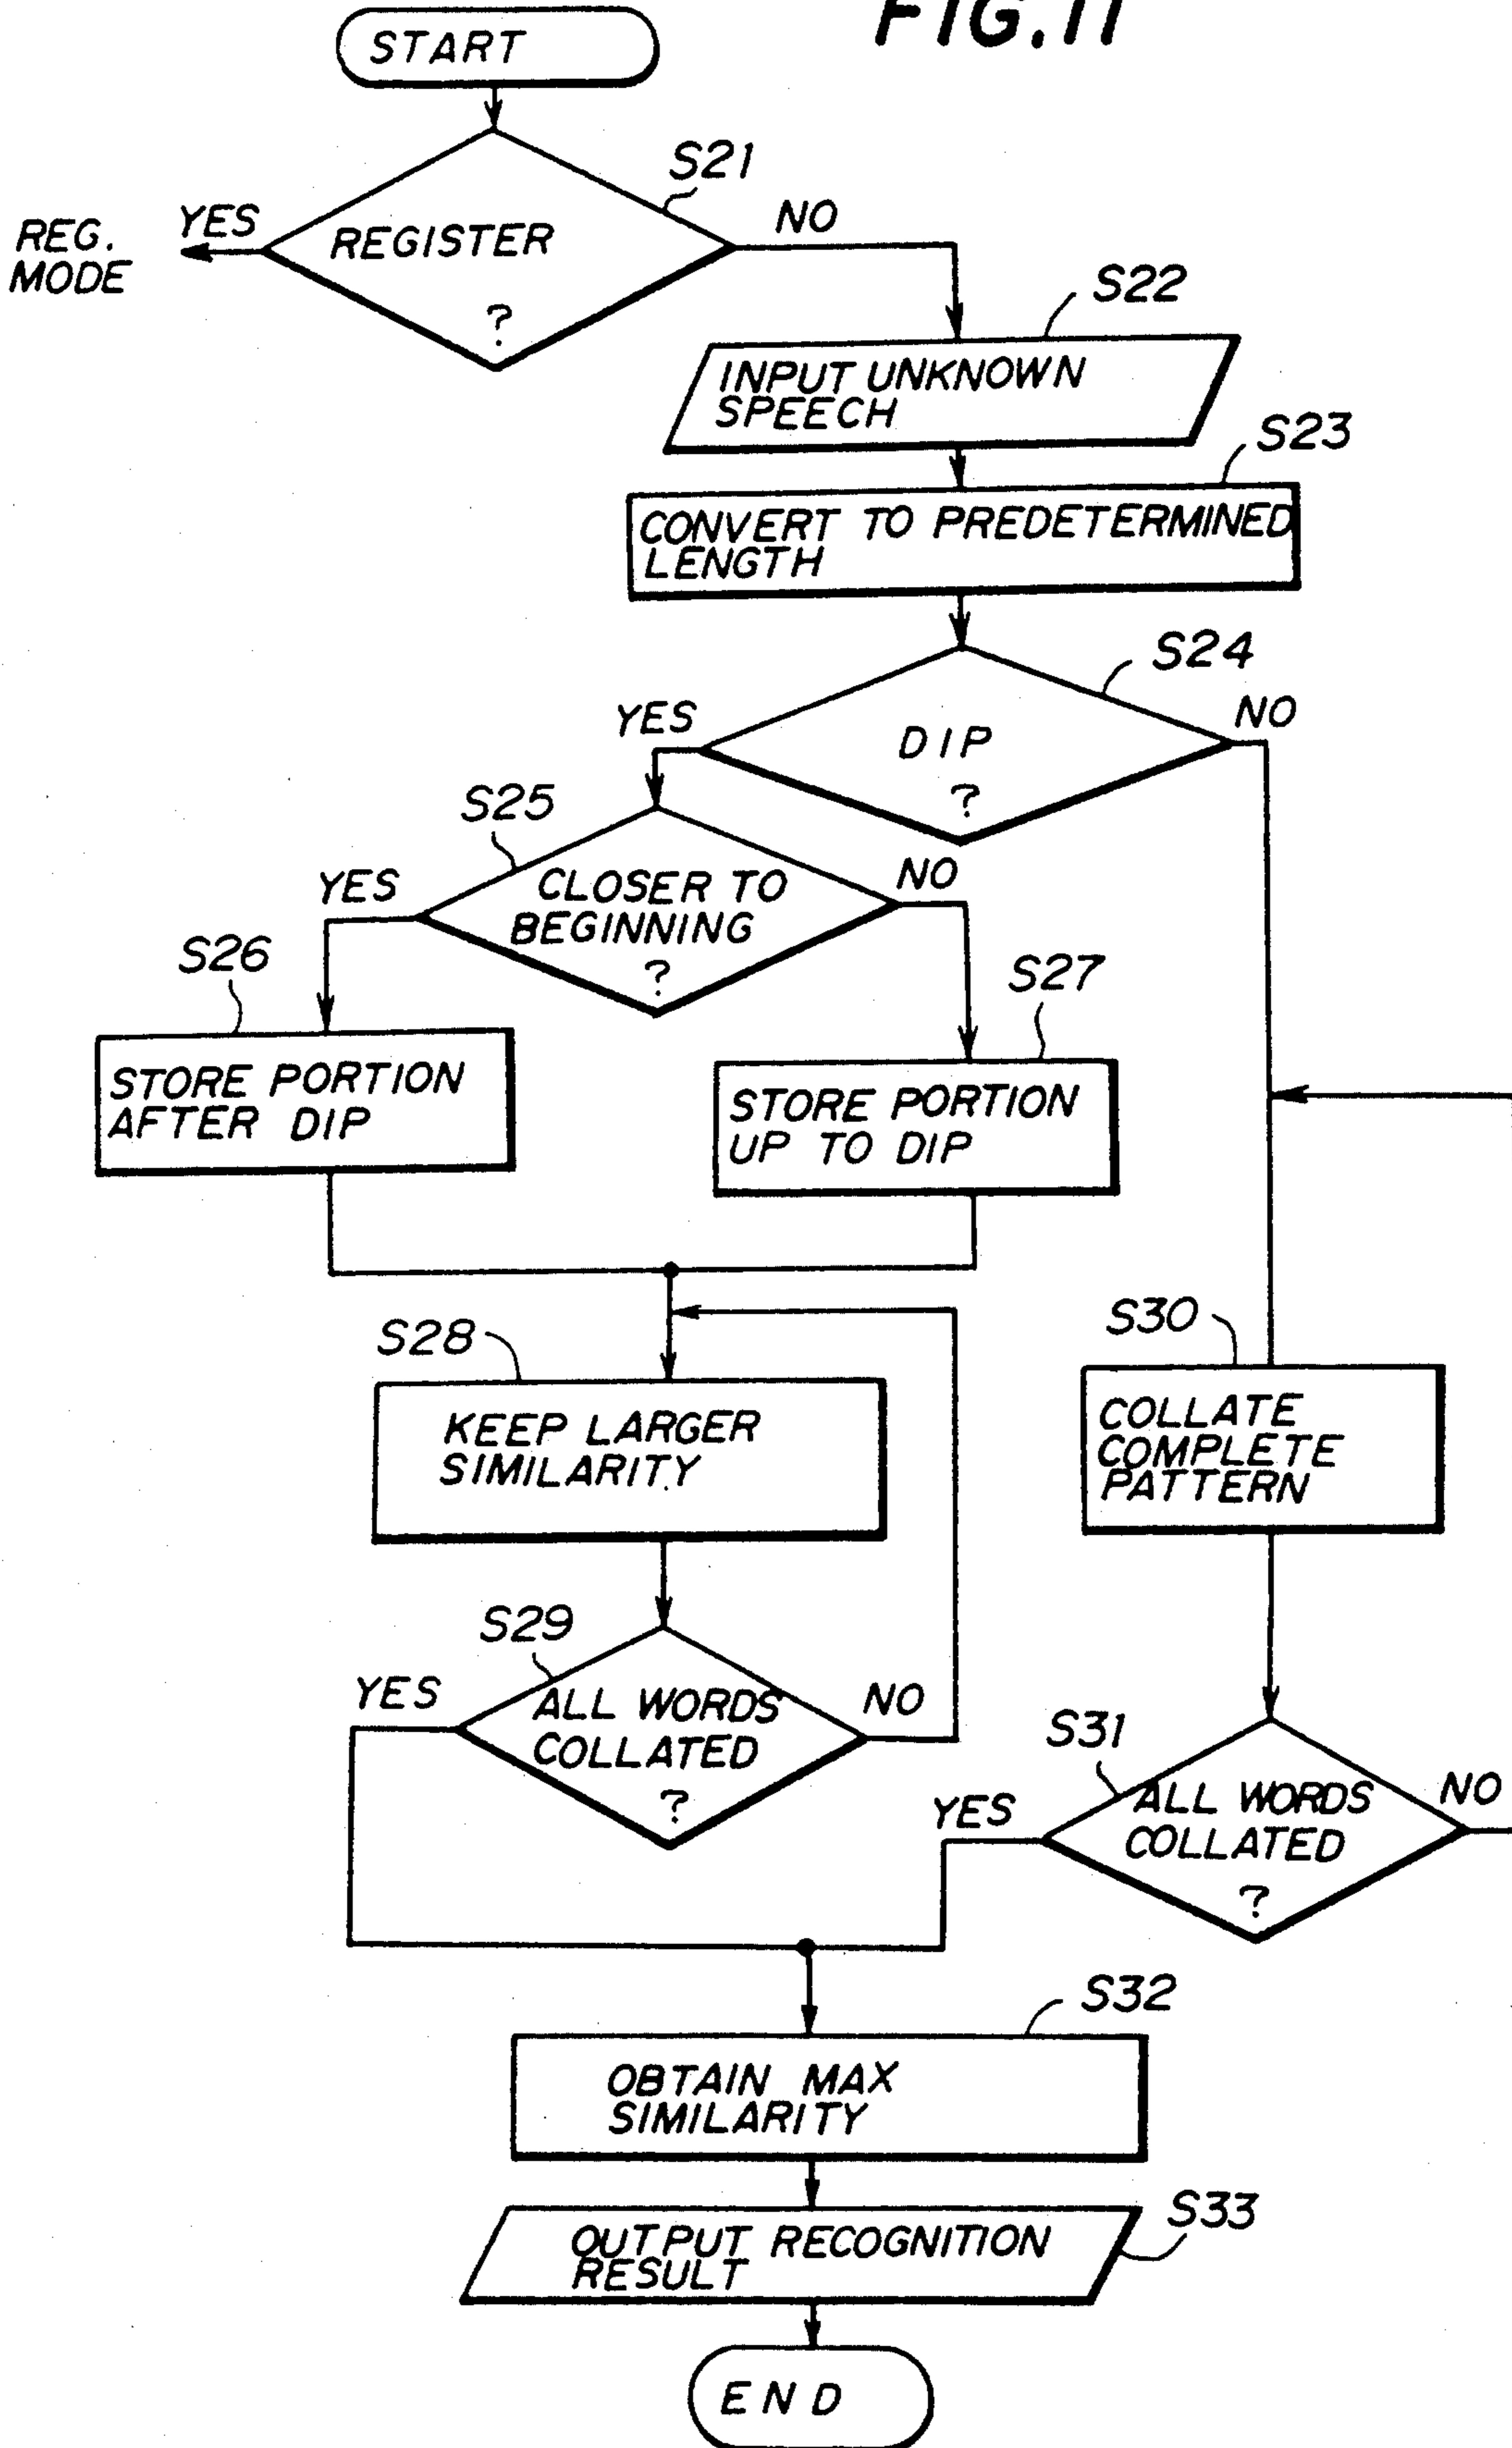 FIG.11
START
S21
REG.
MODE
YES
REGISTER
?
NO
S22
INPUT UNKNOWN
SPEECH
S23
CONVERT TO PREDETERMINED
LENGTH
S24
YES
DIP
?
NO
S25
YES
CLOSER TO
BEGINNING
?
NO
S26
STORE PORTION
AFTER DIP
S27
STORE PORTION
UP TO DIP
S28
KEEP LARGER
SIMILARITY
S30
COLLATE
COMPLETE
PATTERN
S29
YES
ALL WORDS
COLLATED
?
NO
S31
YES
ALL WORDS
COLLATED
?
NO
S32
OBTAIN MAX
SIMILARITY
S33
OUTPUT RECOGNITION
RESULT
END